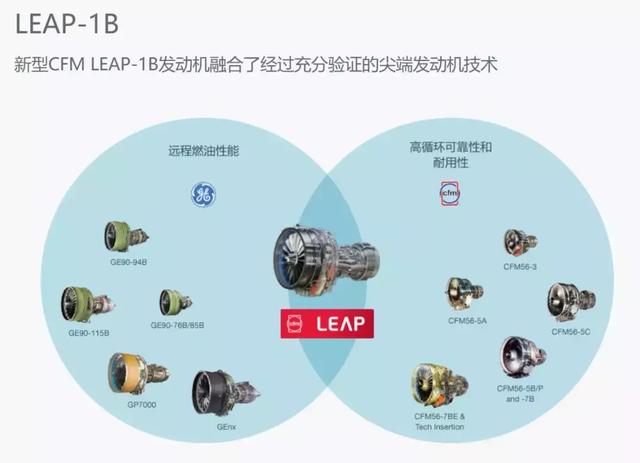 LEAP-1B
新型CFM LEAP-1B发动机融合了经过充分验证的尖端发动机技术
远程燃油性能
高循环可靠性和
耐用性
GE
cfm
GE90-94B
CFM56-3
GE90-115B
GE90-76B/85B
cfm LEAP
CFM56-5A
CFM56-5C
GP7000
GEnx
CFM56-5B/P
and -7B
CFM56-7BE &
Tech Insertion